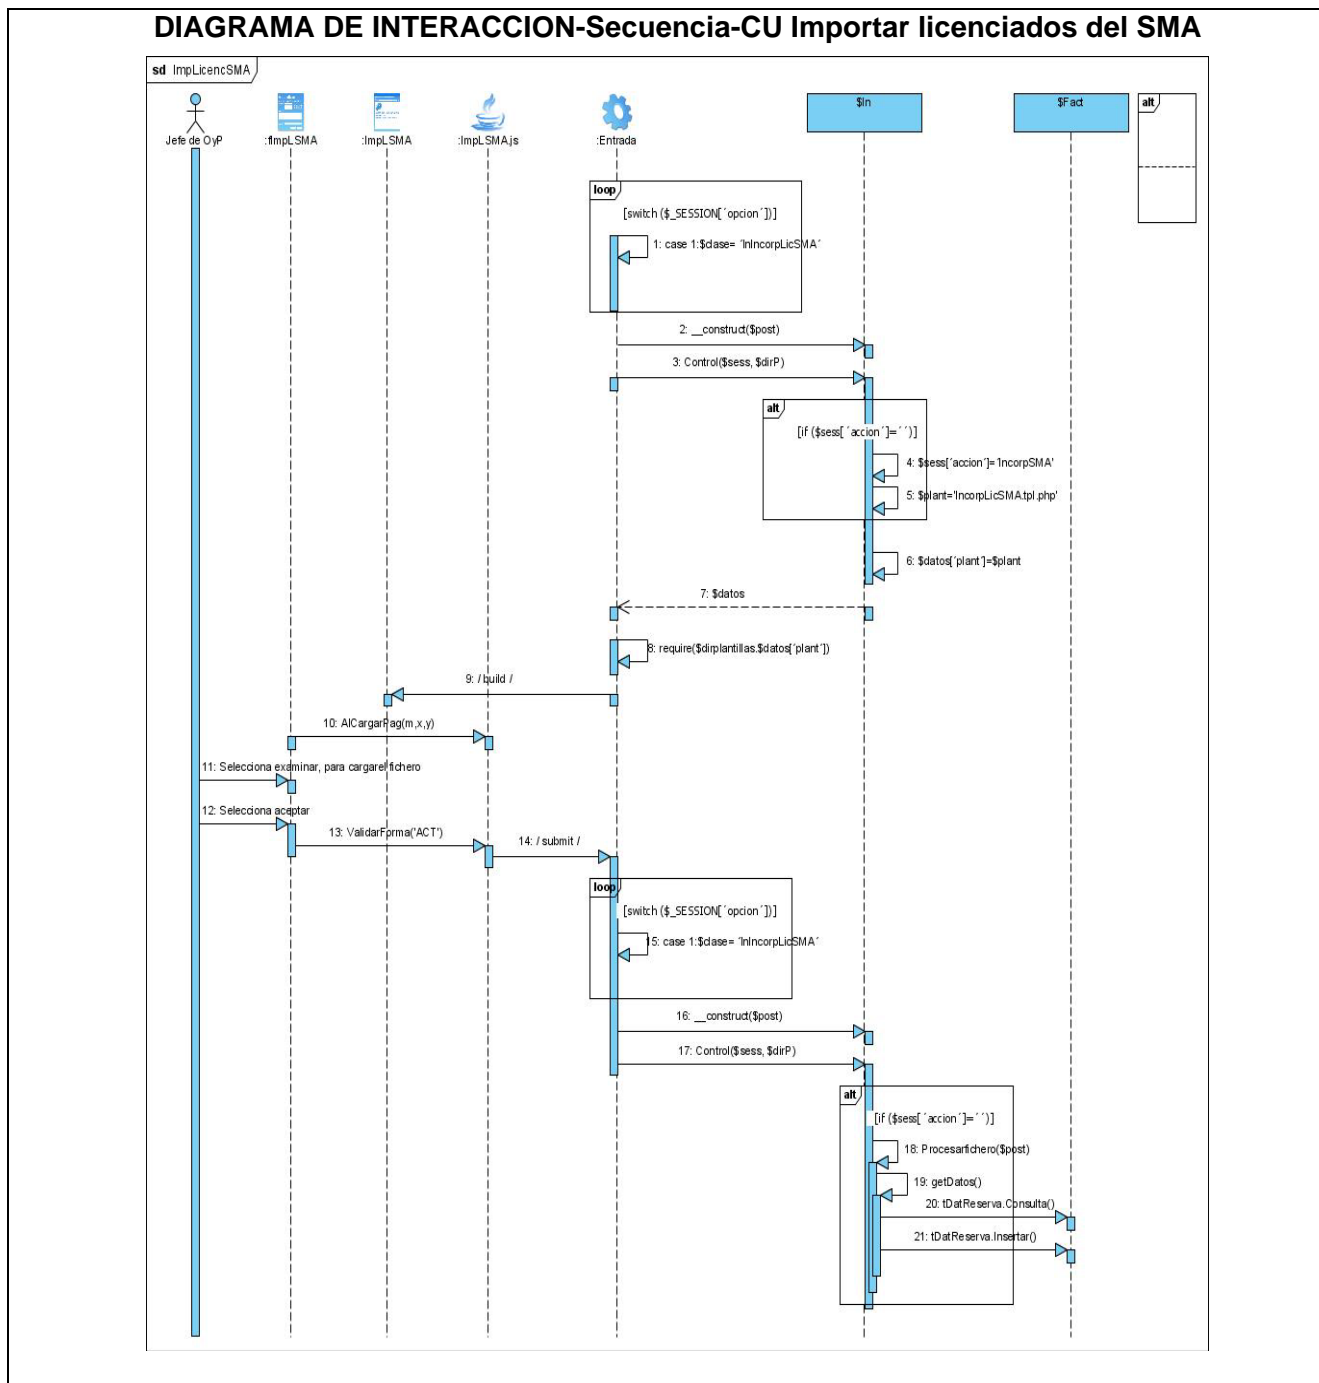 DIAGRAMA DE INTERACCION-Secuencia-CU Importar licenciados del SMA
sd ImpLicencSMA
Jefe de OyP
:fImpLSMA
:ImpLSMA
:ImpLSMA.js
:Entrada
$In
$Fact
alt
loop
[switch ($_SESSION[´opcion´])]
1: case 1:$clase= ´InIncorpLicSMA´
2: __construct($post)
3: Control($sess, $dirP)
alt
[if ($sess[´accion´]=´´)]
4: $sess['accion']='IncorpSMA'
5: $plant='IncorpLicSMA.tpl.php'
6: $datos['plant']=$plant
7: $datos
8: require($dirplantillas.$datos['plant'])
9: / build /
10: AlCargarPag(m,x,y)
11: Selecciona examinar, para cargarel fichero
12: Selecciona aceptar
13: ValidarForma('ACT')
14: / submit /
loop
[switch ($_SESSION[´opcion´])]
15: case 1:$clase= ´InIncorpLicSMA´
16: __construct($post)
17: Control($sess, $dirP)
alt
[if ($sess[´accion´]=´´)]
18: Procesarfichero($post)
19: getDatos()
20: tDatReserva.Consulta()
21: tDatReserva.Insertar()